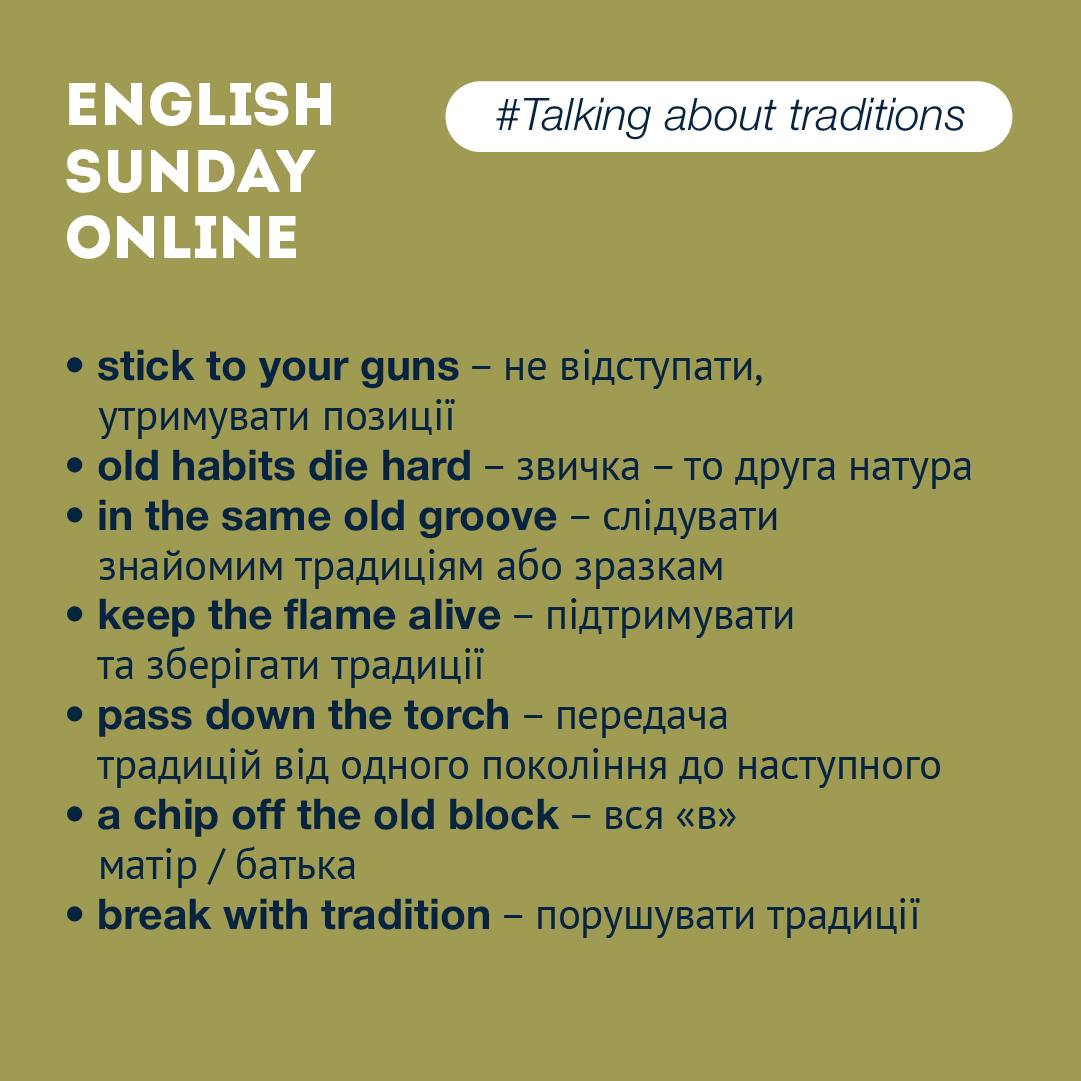 ENGLISH
SUNDAY
ONLINE
#Talking about traditions
• stick to your guns – не відступати,
утримувати позиції
• old habits die hard – звичка – то друга натура
• in the same old groove – слідувати
знайомим традиціям або зразкам
• keep the flame alive – підтримувати
та зберігати традиції
• pass down the torch – передача
традицій від одного покоління до наступного
• a chip off the old block – вся «в»
матір / батька
• break with tradition – порушувати традиції